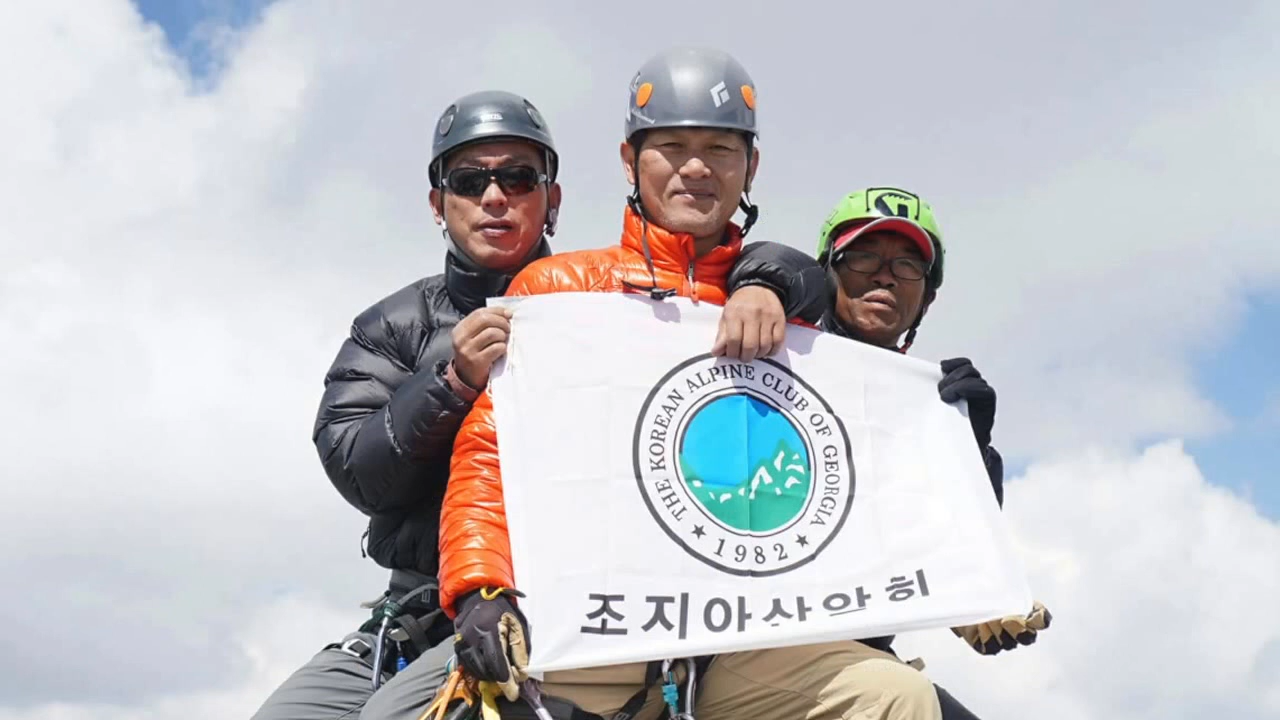 THE KOREAN ALPINE CLUB OF GEORGIA
★ 1982 ★
조지아산악회